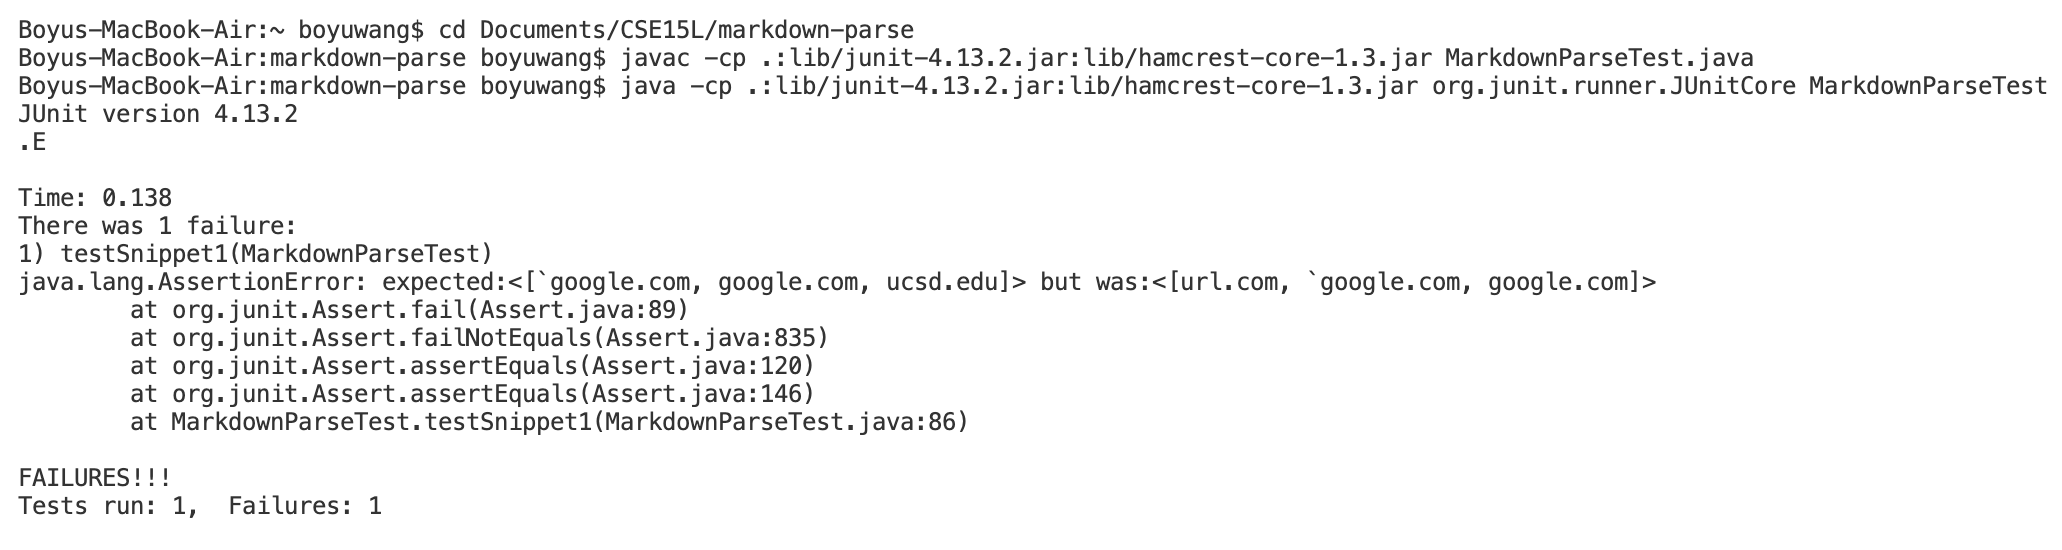 Boyus-MacBook-Air:~ boyuwang$ cd Documents/CSE15L/markdown-parse
Boyus-MacBook-Air:markdown-parse boyuwang$ javac -cp .:lib/junit-4.13.2.jar:lib/hamcrest-core-1.3.jar MarkdownParseTest.java
Boyus-MacBook-Air:markdown-parse boyuwang$ java -cp .:lib/junit-4.13.2.jar:lib/hamcrest-core-1.3.jar org.junit.runner.JUnitCore MarkdownParseTest
JUnit version 4.13.2
.E

Time: 0.138
There was 1 failure:
1) testSnippet1(MarkdownParseTest)
java.lang.AssertionError: expected:<[`google.com, google.com, ucsd.edu]> but was:<[url.com, `google.com, google.com]>
        at org.junit.Assert.fail(Assert.java:89)
        at org.junit.Assert.failNotEquals(Assert.java:835)
        at org.junit.Assert.assertEquals(Assert.java:120)
        at org.junit.Assert.assertEquals(Assert.java:146)
        at MarkdownParseTest.testSnippet1(MarkdownParseTest.java:86)

FAILURES!!!
Tests run: 1,  Failures: 1